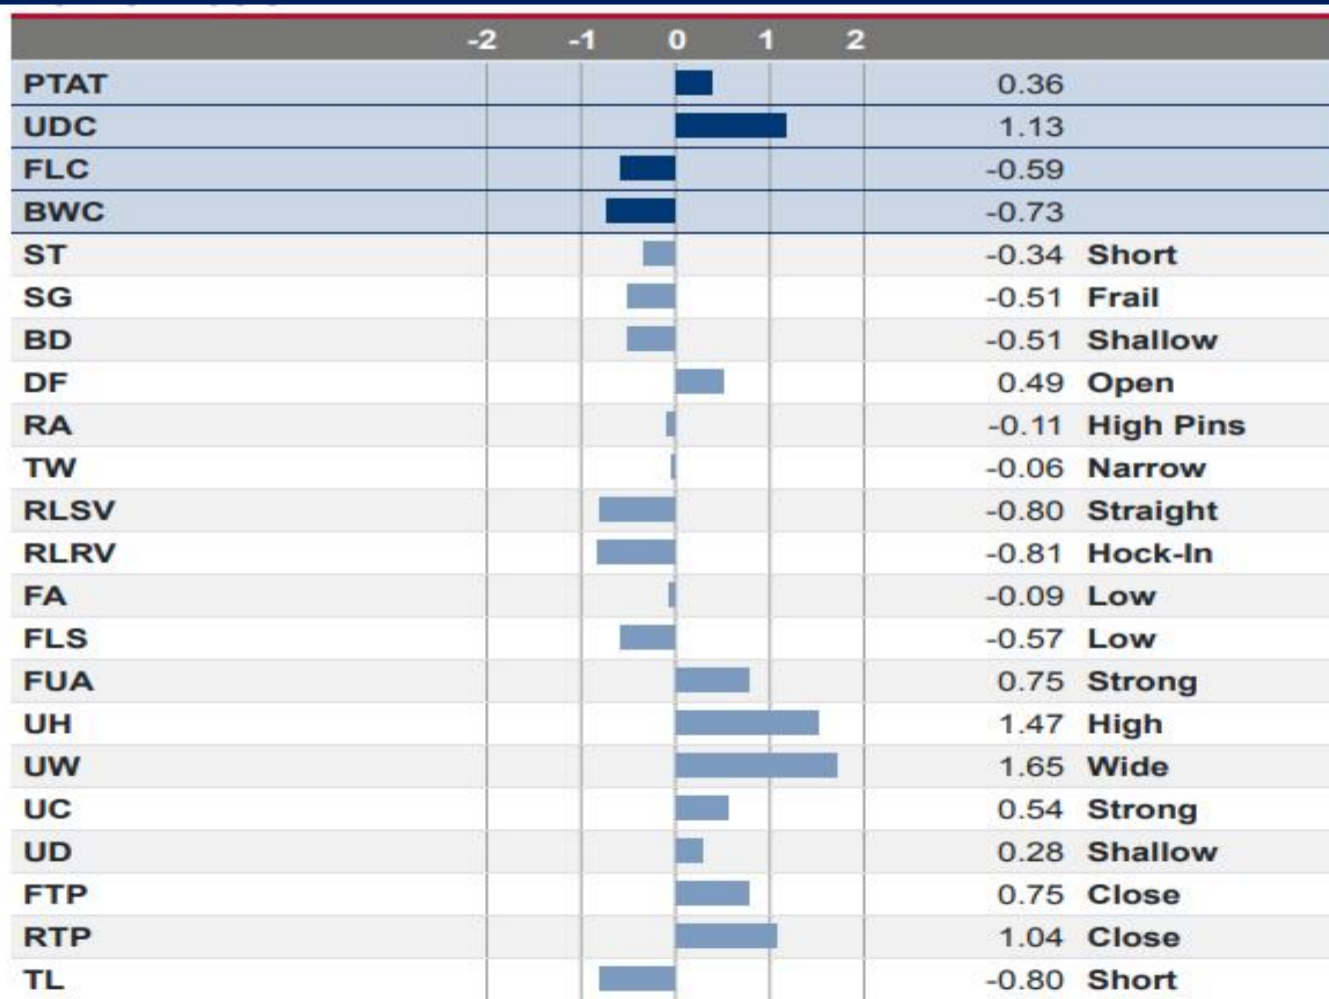 -2 -1 0 1 2
PTAT 0.36
UDC 1.13
FLC -0.59
BWC -0.73
ST -0.34 Short
SG -0.51 Frail
BD -0.51 Shallow
DF 0.49 Open
RA -0.11 High Pins
TW -0.06 Narrow
RLSV -0.80 Straight
RLRV -0.81 Hock-In
FA -0.09 Low
FLS -0.57 Low
FUA 0.75 Strong
UH 1.47 High
UW 1.65 Wide
UC 0.54 Strong
UD 0.28 Shallow
FTP 0.75 Close
RTP 1.04 Close
TL -0.80 Short